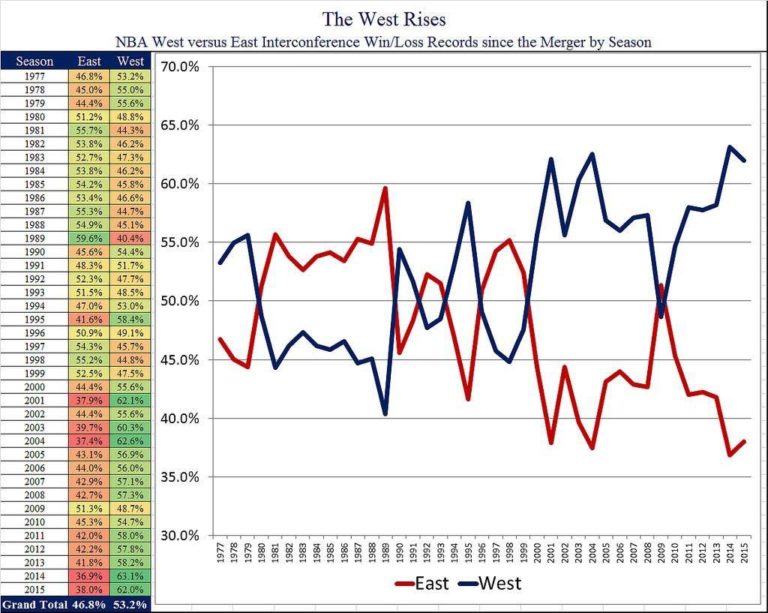 The West Rises
NBA West versus East Interconference Win/Loss Records since the Merger by Season
Season East West
1977 46.8% 53.2%
1978 45.0% 55.0%
1979 44.4% 55.6%
1980 51.2% 48.8%
1981 55.7% 44.3%
1982 53.8% 46.2%
1983 52.7% 47.3%
1984 53.8% 46.2%
1985 54.2% 45.8%
1986 53.4% 46.6%
1987 55.3% 44.7%
1988 54.9% 45.1%
1989 59.6% 40.4%
1990 45.6% 54.4%
1991 48.3% 51.7%
1992 52.3% 47.7%
1993 51.5% 48.5%
1994 47.0% 53.0%
1995 41.6% 58.4%
1996 50.9% 49.1%
1997 54.3% 45.7%
1998 55.2% 44.8%
1999 52.5% 47.5%
2000 44.4% 55.6%
2001 37.9% 62.1%
2002 44.4% 55.6%
2003 39.7% 60.3%
2004 37.4% 62.6%
2005 43.1% 56.9%
2006 44.0% 56.0%
2007 42.9% 57.1%
2008 42.7% 57.3%
2009 51.3% 48.7%
2010 45.3% 54.7%
2011 42.0% 58.0%
2012 42.2% 57.8%
2013 41.8% 58.2%
2014 36.9% 63.1%
2015 38.0% 62.0%
Grand Total 46.8% 53.2%
70.0%
65.0%
60.0%
55.0%
50.0%
45.0%
40.0%
35.0%
30.0%
1977 1978 1979 1980 1981 1982 1983 1984 1985 1986 1987 1988 1989 1990 1991 1992 1993 1994 1995 1996 1997 1998 1999 2000 2001 2002 2003 2004 2005 2006 2007 2008 2009 2010 2011 2012 2013 2014 2015
East West